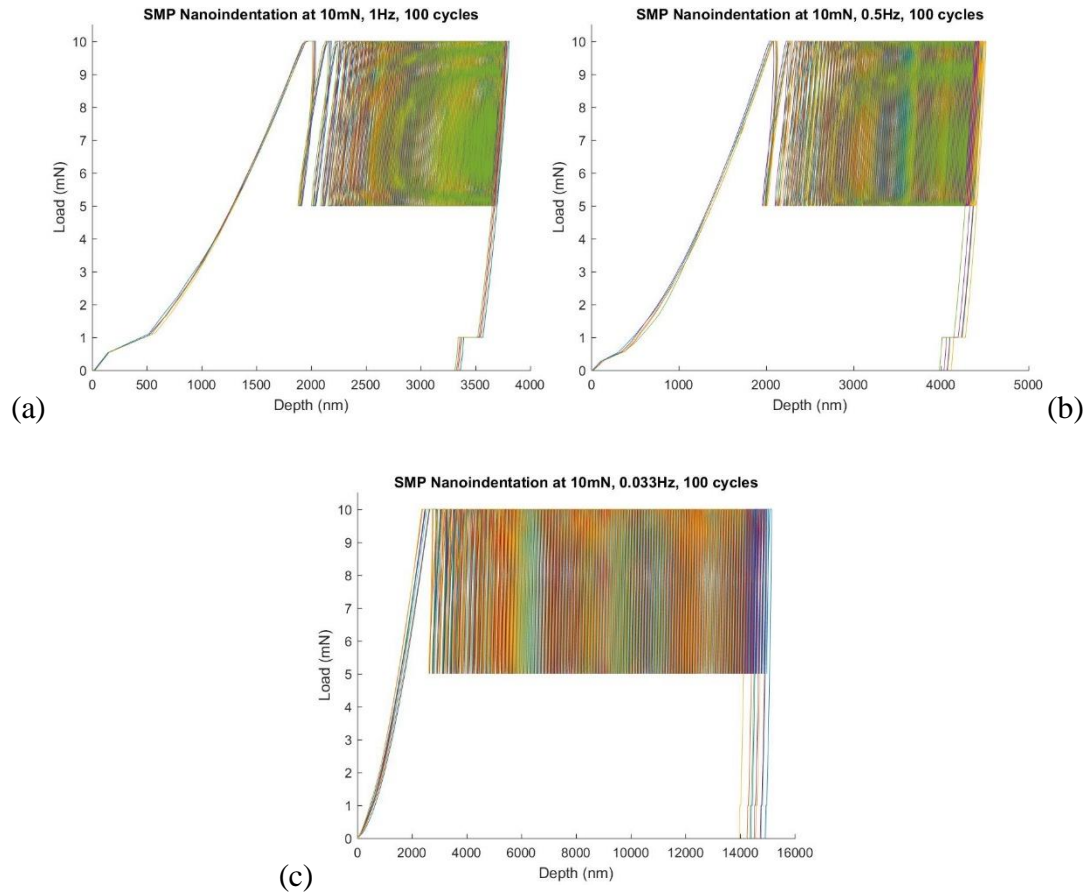 SMP Nanoindentation at 10mN, 1Hz, 100 cycles
10
9
8
7
6
5
4
3
2
1
0
Load (mN)
0 500 1000 1500 2000 2500 3000 3500 4000
Depth (nm)
(a)
SMP Nanoindentation at 10mN, 0.5Hz, 100 cycles
10
9
8
7
6
5
4
3
2
1
0
Load (mN)
0 1000 2000 3000 4000 5000
Depth (nm)
(b)
SMP Nanoindentation at 10mN, 0.033Hz, 100 cycles
10
9
8
7
6
5
4
3
2
1
0
Load (mN)
0 2000 4000 6000 8000 10000 12000 14000 16000
Depth (nm)
(c)